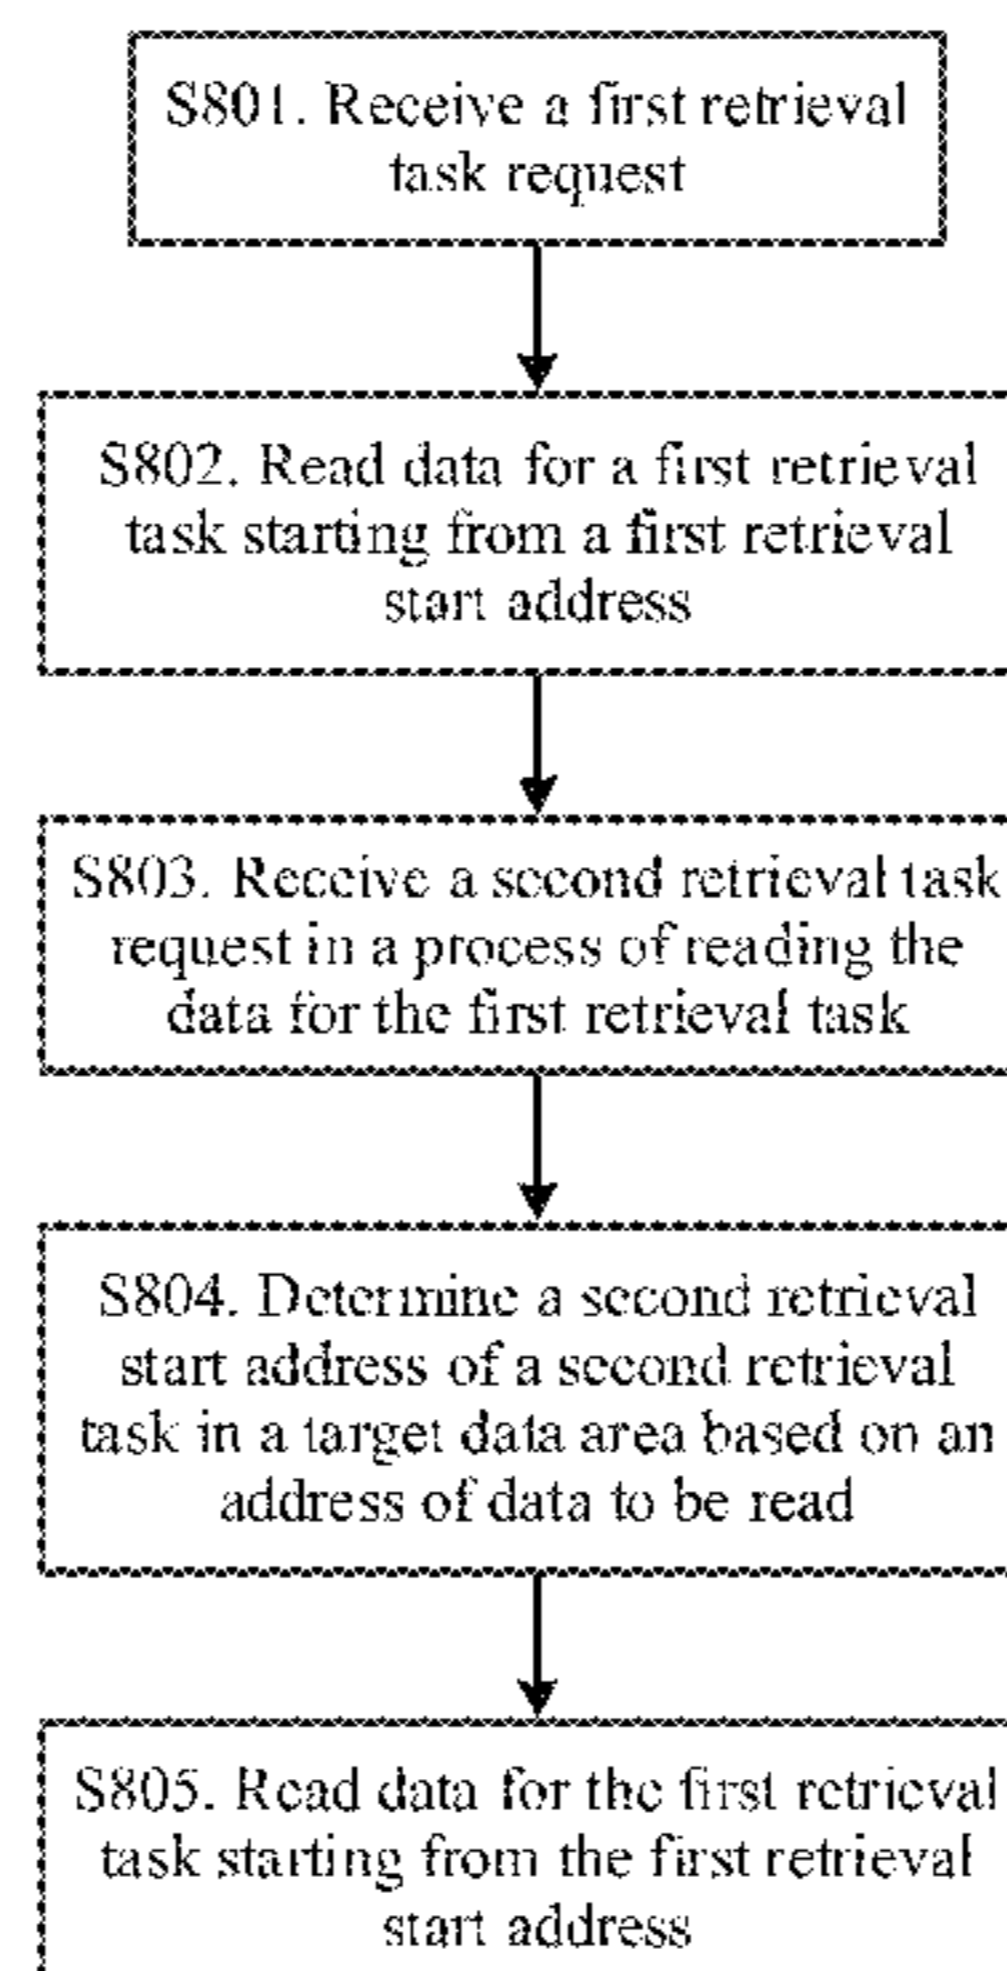 S801. Receive a first retrieval
task request
S802. Read data for a first retrieval
task starting from a first retrieval
start address
S803. Receive a second retrieval task
request in a process of reading the
data for the first retrieval task
S804. Determine a second retrieval
start address of a second retrieval
task in a target data area based on an
address of data to be read
S805. Read data for the first retrieval
task starting from the first retrieval
start address